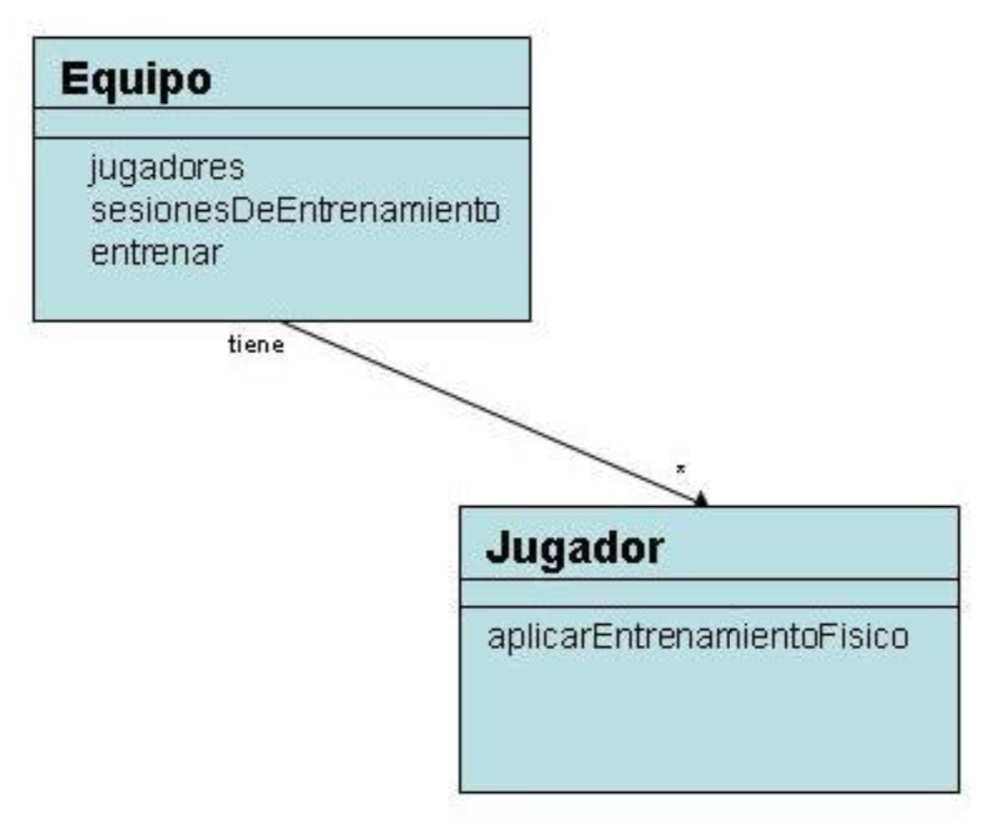 Equipo
jugadores
sesionesDeEntrenamiento
entrenar
tiene
*
Jugador
aplicarEntrenamientoFisico